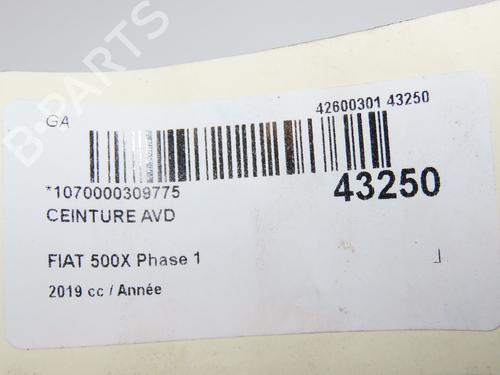 GA
42600301 43250
*1070000309775
43250
CEINTURE AVD
FIAT 500X Phase 1
2019 cc / Année
B-PARTS